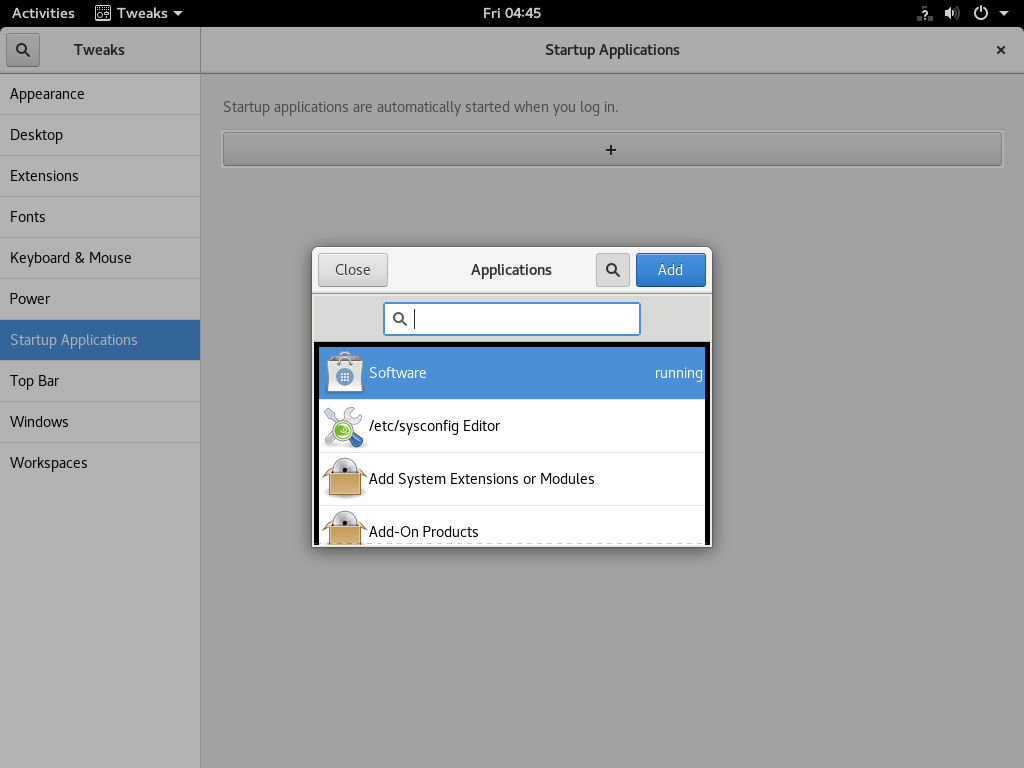 Activities
Tweaks
Fri 04:45
?
Tweaks
Startup Applications
Appearance
Desktop
Extensions
Fonts
Keyboard & Mouse
Power
Startup Applications
Top Bar
Windows
Workspaces
Startup applications are automatically started when you log in.
+
Close
Applications
Add
Software
running
/etc/sysconfig Editor
Add System Extensions or Modules
Add-On Products